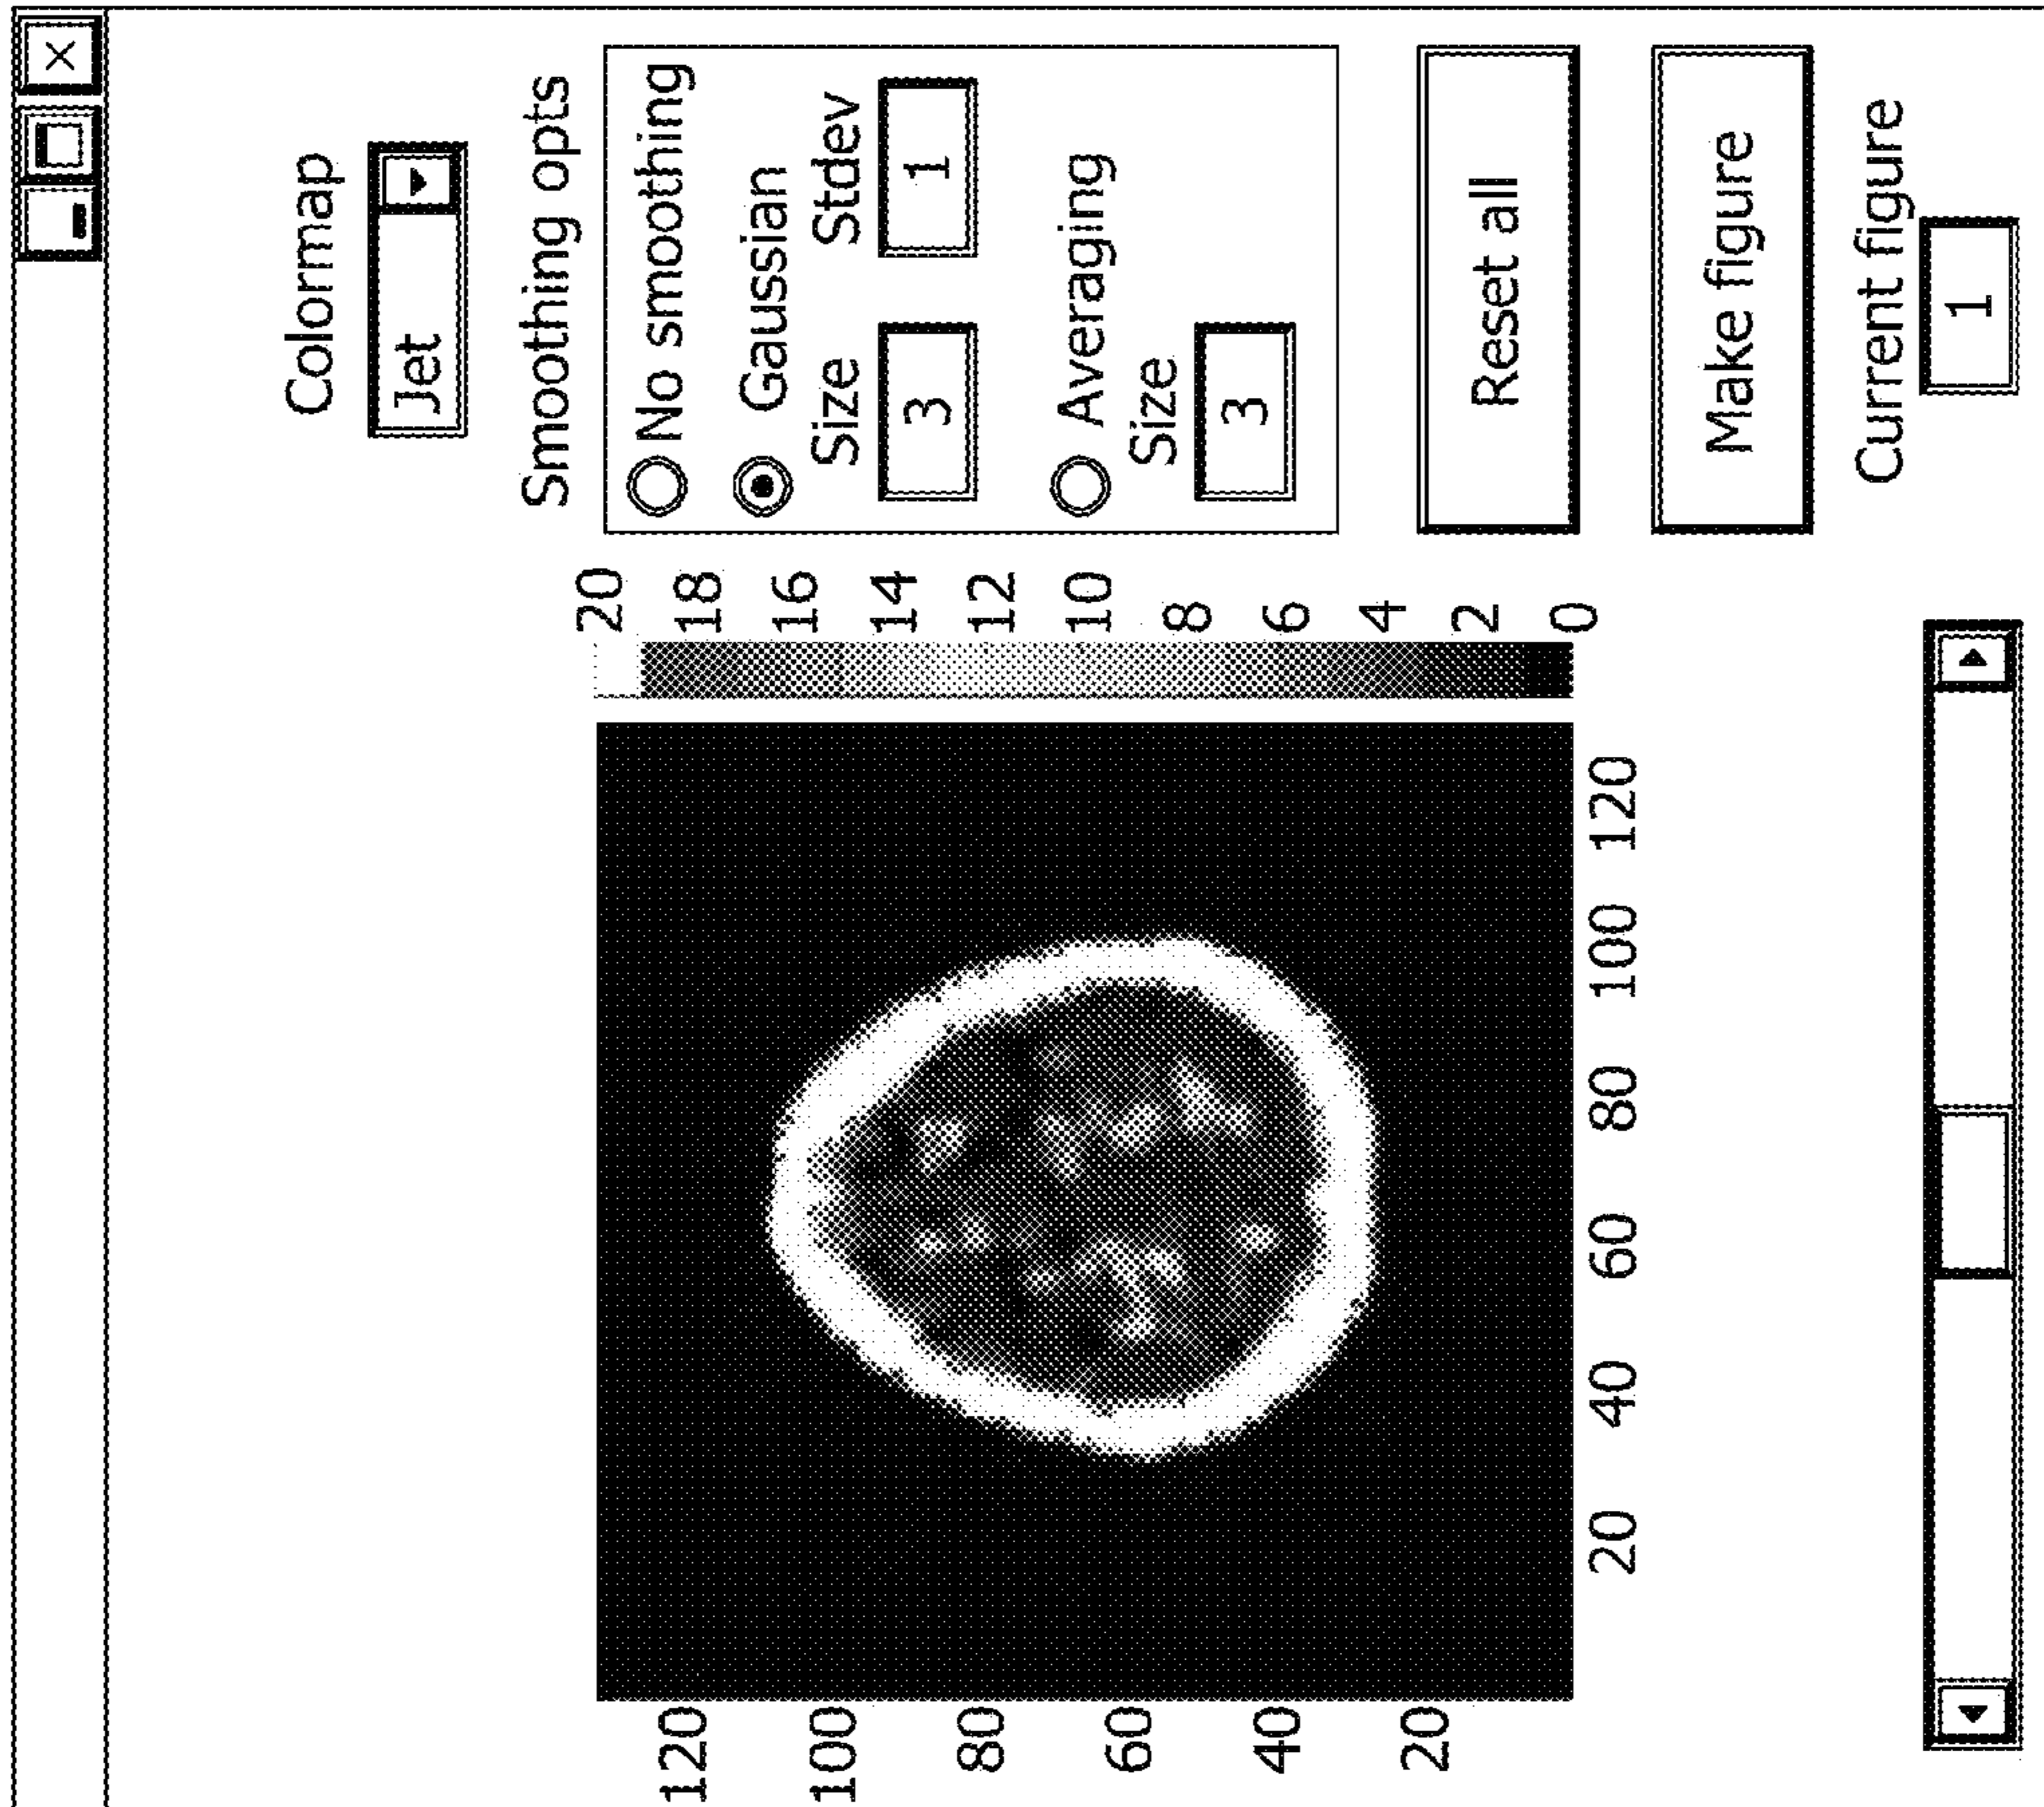 Colormap
Jet
Smoothing opts
No smoothing
Gaussian
Size Stdev
3 1
Averaging
Size
3
Reset all
Make figure
Current figure
1
20
18
16
14
12
10
8
6
4
2
0
120
100
80
60
40
20
20 40 60 80 100 120